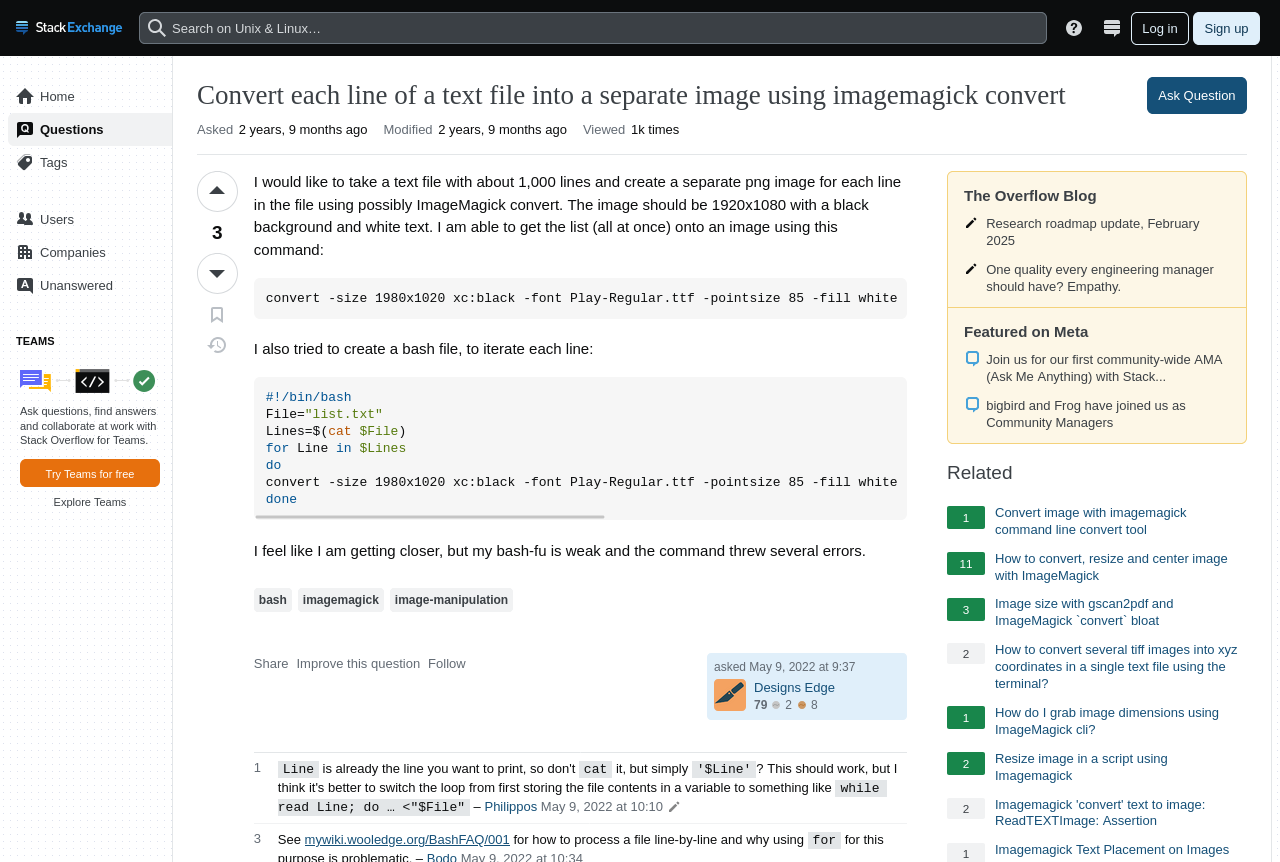 StackExchange
Search on Unix & Linux…
Log in
Sign up
Home
Questions
Tags
Users
Companies
Unanswered
TEAMS
Ask questions, find answers
and collaborate at work with
Stack Overflow for Teams.
Try Teams for free
Explore Teams
Convert each line of a text file into a separate image using imagemagick convert
Ask Question
Asked 2 years, 9 months ago Modified 2 years, 9 months ago Viewed 1k times
3
I would like to take a text file with about 1,000 lines and create a separate png image for each line
in the file using possibly ImageMagick convert. The image should be 1920x1080 with a black
background and white text. I am able to get the list (all at once) onto an image using this
command:
convert -size 1980x1020 xc:black -font Play-Regular.ttf -pointsize 85 -fill white
I also tried to create a bash file, to iterate each line:
#!/bin/bash
File="list.txt"
Lines=$(cat $File)
for Line in $Lines
do
convert -size 1980x1020 xc:black -font Play-Regular.ttf -pointsize 85 -fill white
done
I feel like I am getting closer, but my bash-fu is weak and the command threw several errors.
bash imagemagick image-manipulation
Share Improve this question Follow
asked May 9, 2022 at 9:37
Designs Edge
79 2 8
1
Line is already the line you want to print, so don't cat it, but simply '$Line'? This should work, but I
think it's better to switch the loop from first storing the file contents in a variable to something like while
read Line; do … <"$File" – Philippos May 9, 2022 at 10:10
3
See mywiki.wooledge.org/BashFAQ/001 for how to process a file line-by-line and why using for for this
purpose is problematic. – Bodo May 9, 2022 at 10:34
The Overflow Blog
Research roadmap update, February
2025
One quality every engineering manager
should have? Empathy.
Featured on Meta
Join us for our first community-wide AMA
(Ask Me Anything) with Stack...
bigbird and Frog have joined us as
Community Managers
Related
1 Convert image with imagemagick
command line convert tool
11 How to convert, resize and center image
with ImageMagick
3 Image size with gscan2pdf and
ImageMagick `convert` bloat
2 How to convert several tiff images into xyz
coordinates in a single text file using the
terminal?
1 How do I grab image dimensions using
ImageMagick cli?
2 Resize image in a script using
Imagemagick
2 Imagemagick 'convert' text to image:
ReadTEXTImage: Assertion
1 Imagemagick Text Placement on Images